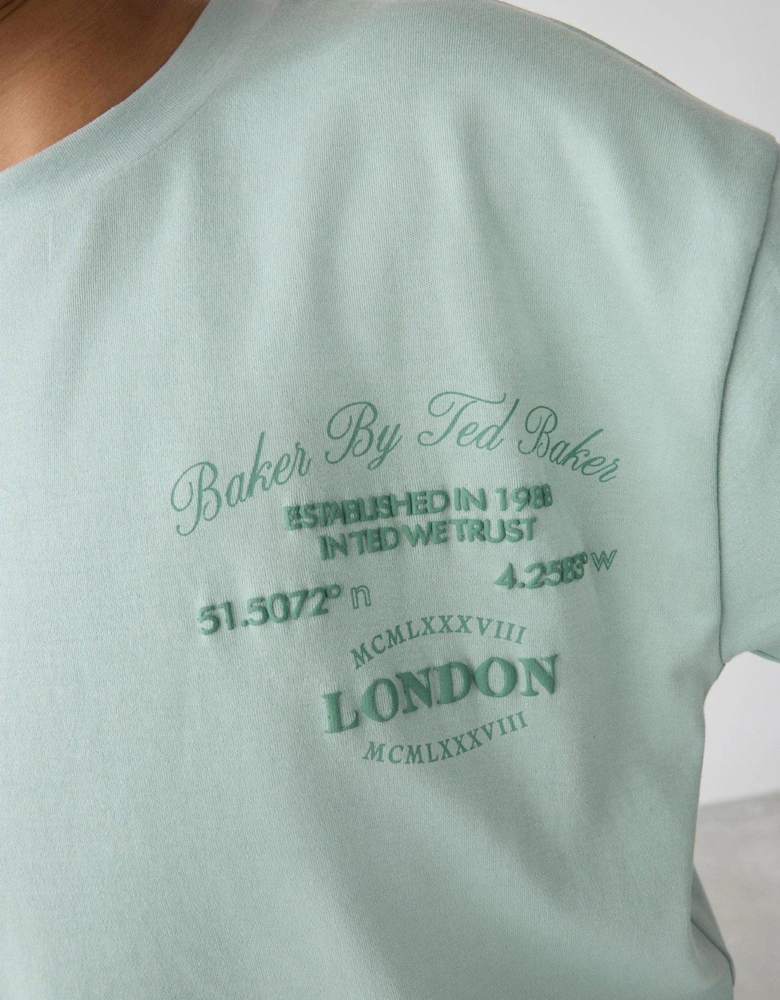 Baker By Ted Baker
ESTABLISHED IN 1988
IN TED WE TRUST
51.5072° n
4.2583° w
MCMLXXXVIII
LONDON
MCMLXXXVIII